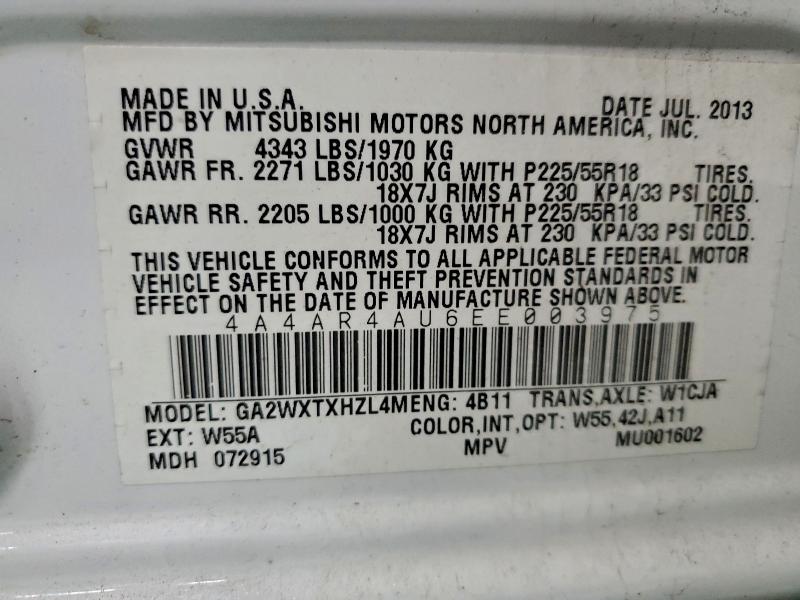 MADE IN U.S.A. DATE JUL. 2013
MFD BY MITSUBISHI MOTORS NORTH AMERICA, INC.
GVWR 4343 LBS/1970 KG
GAWR FR. 2271 LBS/1030 KG WITH P225/55R18 TIRES.
18X7J RIMS AT 230 KPA/33 PSI COLD.
GAWR RR. 2205 LBS/1000 KG WITH P225/55R18 TIRES.
18X7J RIMS AT 230 KPA/33 PSI COLD.
THIS VEHICLE CONFORMS TO ALL APPLICABLE FEDERAL MOTOR
VEHICLE SAFETY AND THEFT PREVENTION STANDARDS IN
EFFECT ON THE DATE OF MANUFACTURE SHOWN ABOVE.
4A4AR4AU6EE003975
MODEL: GA2WXTXHZL4MENG: 4B11 TRANS,AXLE: W1CJA
EXT: W55A COLOR,INT,OPT: W55,42J,A11
MDH 072915 MPV MU001602